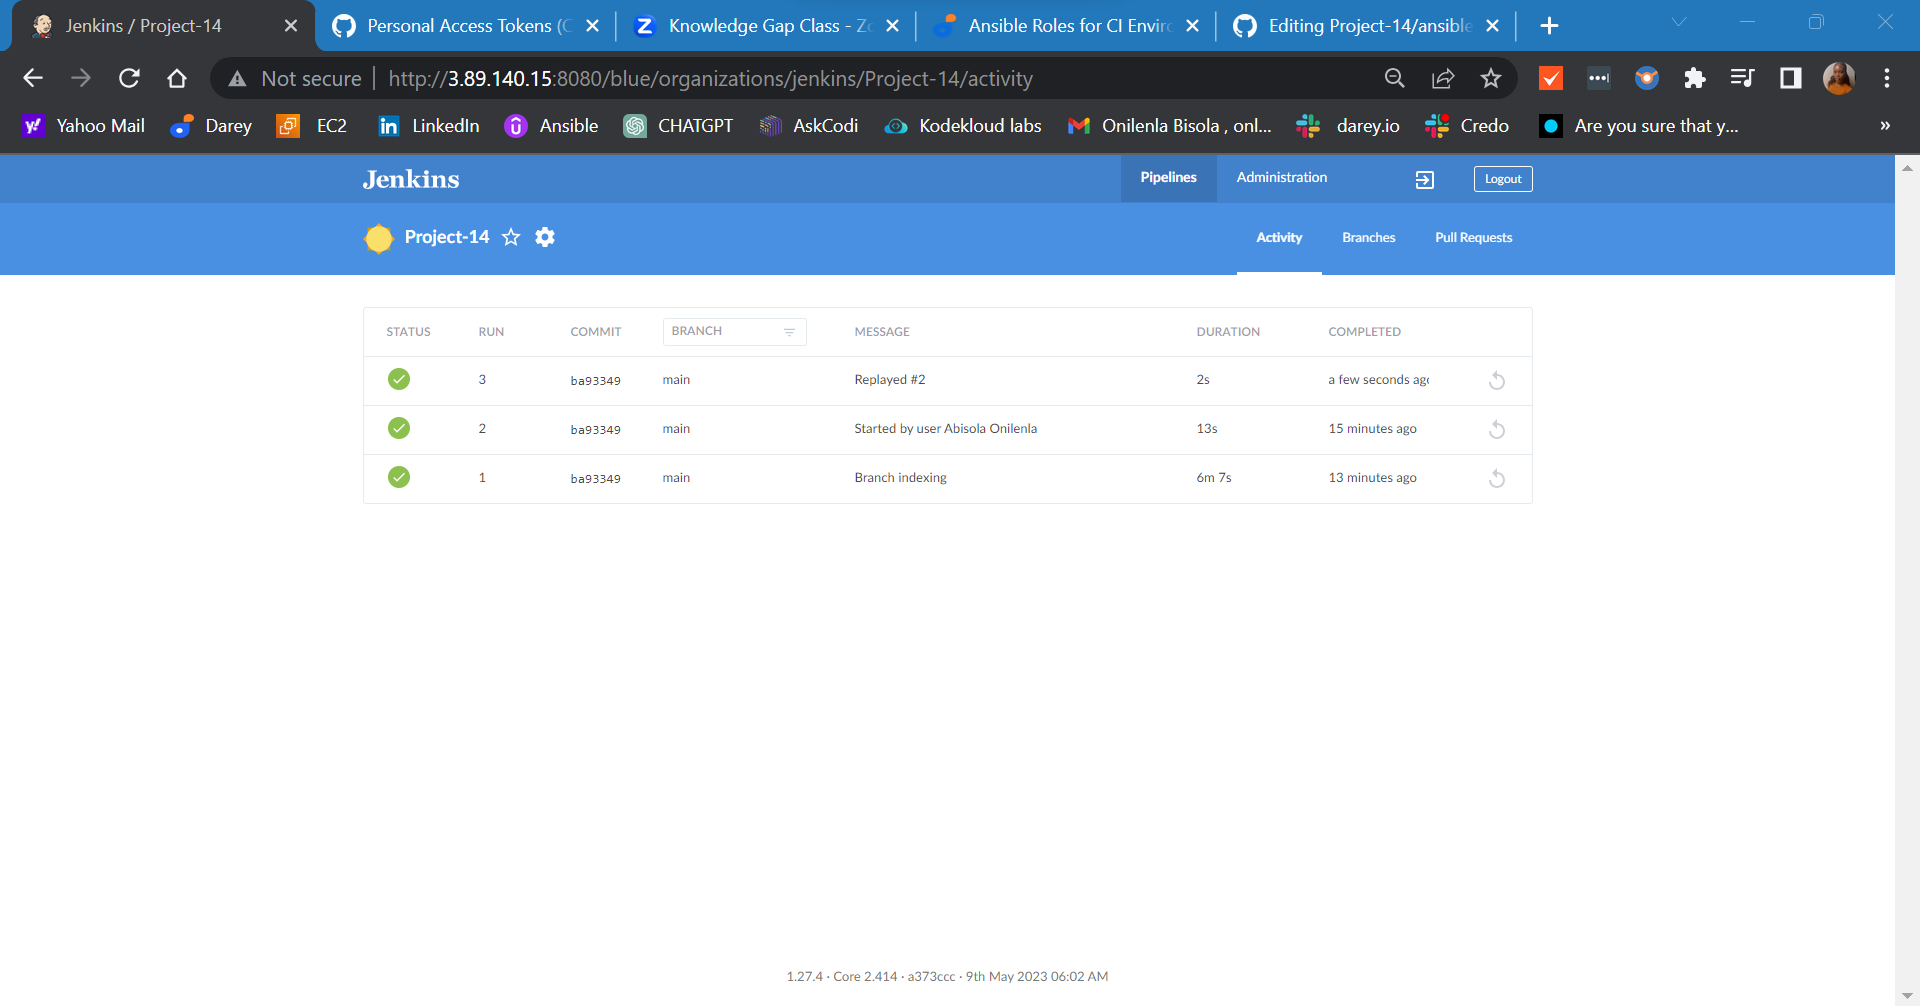 Jenkins / Project-14
Personal Access Tokens (C
Knowledge Gap Class - Zo
Ansible Roles for CI Enviro
Editing Project-14/ansible
Not secure http://3.89.140.15:8080/blue/organizations/jenkins/Project-14/activity
Yahoo Mail Darey EC2 LinkedIn Ansible CHATGPT AskCodi Kodekloud labs Onilenla Bisola , onl... darey.io Credo Are you sure that y... »
Jenkins Pipelines Administration Logout
Project-14 Activity Branches Pull Requests
STATUS RUN COMMIT BRANCH MESSAGE DURATION COMPLETED
3 ba93349 main Replayed #2 2s a few seconds ago
2 ba93349 main Started by user Abisola Onilenla 13s 15 minutes ago
1 ba93349 main Branch indexing 6m 7s 13 minutes ago
1.27.4 · Core 2.414 · a373ccc · 9th May 2023 06:02 AM